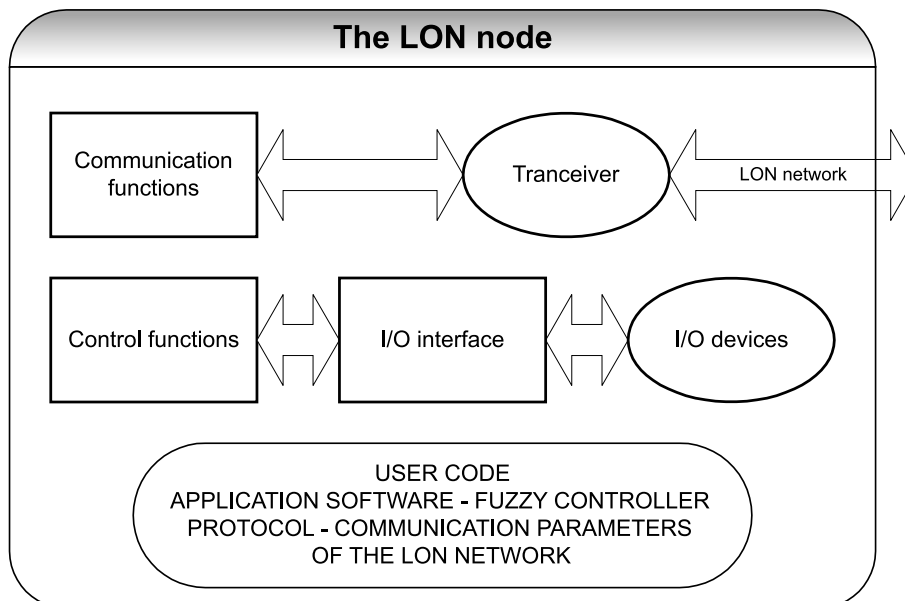 The LON node
Communication
functions
Tranceiver
LON network
Control functions
I/O interface
I/O devices
USER CODE
APPLICATION SOFTWARE - FUZZY CONTROLLER
PROTOCOL - COMMUNICATION PARAMETERS
OF THE LON NETWORK